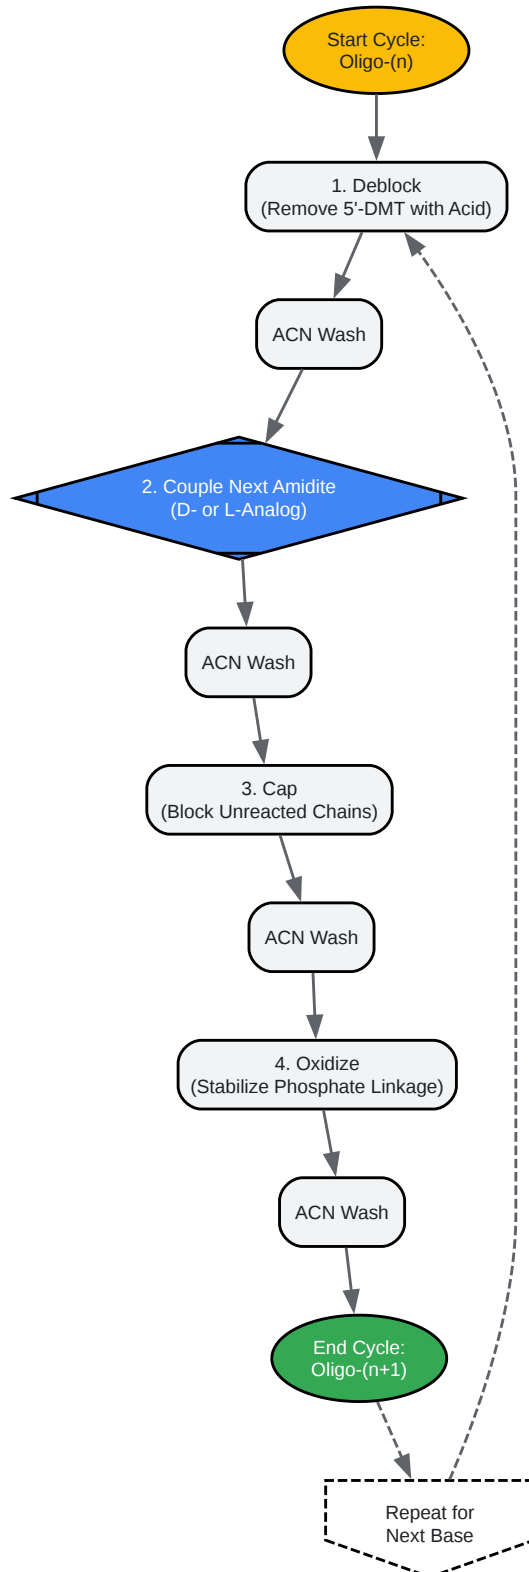 Start Cycle:
Oligo-(n)
1. Deblock
(Remove 5'-DMT with Acid)
ACN Wash
2. Couple Next Amidite
(D- or L-Analog)
ACN Wash
3. Cap
(Block Unreacted Chains)
ACN Wash
4. Oxidize
(Stabilize Phosphate Linkage)
ACN Wash
End Cycle:
Oligo-(n+1)
Repeat for
Next Base